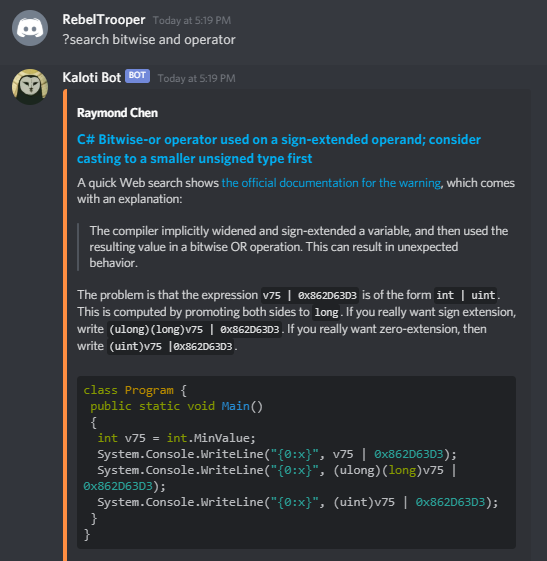 RebelTrooper Today at 5:19 PM
?search bitwise and operator
Kaloti Bot BOT Today at 5:19 PM
Raymond Chen
C# Bitwise-or operator used on a sign-extended operand; consider
casting to a smaller unsigned type first
A quick Web search shows the official documentation for the warning, which comes
with an explanation:
The compiler implicitly widened and sign-extended a variable, and then used the
resulting value in a bitwise OR operation. This can result in unexpected
behavior.
The problem is that the expression v75 | 0x862D63D3 is of the form int | uint.
This is computed by promoting both sides to long. If you really want sign extension,
write (ulong)(long)v75 | 0x862D63D3. If you really want zero-extension, then
write (uint)v75 |0x862D63D3.
class Program {
public static void Main()
{
int v75 = int.MinValue;
System.Console.WriteLine("{0:x}", v75 | 0x862D63D3);
System.Console.WriteLine("{0:x}", (ulong)(long)v75 |
0x862D63D3);
System.Console.WriteLine("{0:x}", (uint)v75 | 0x862D63D3);
}
}